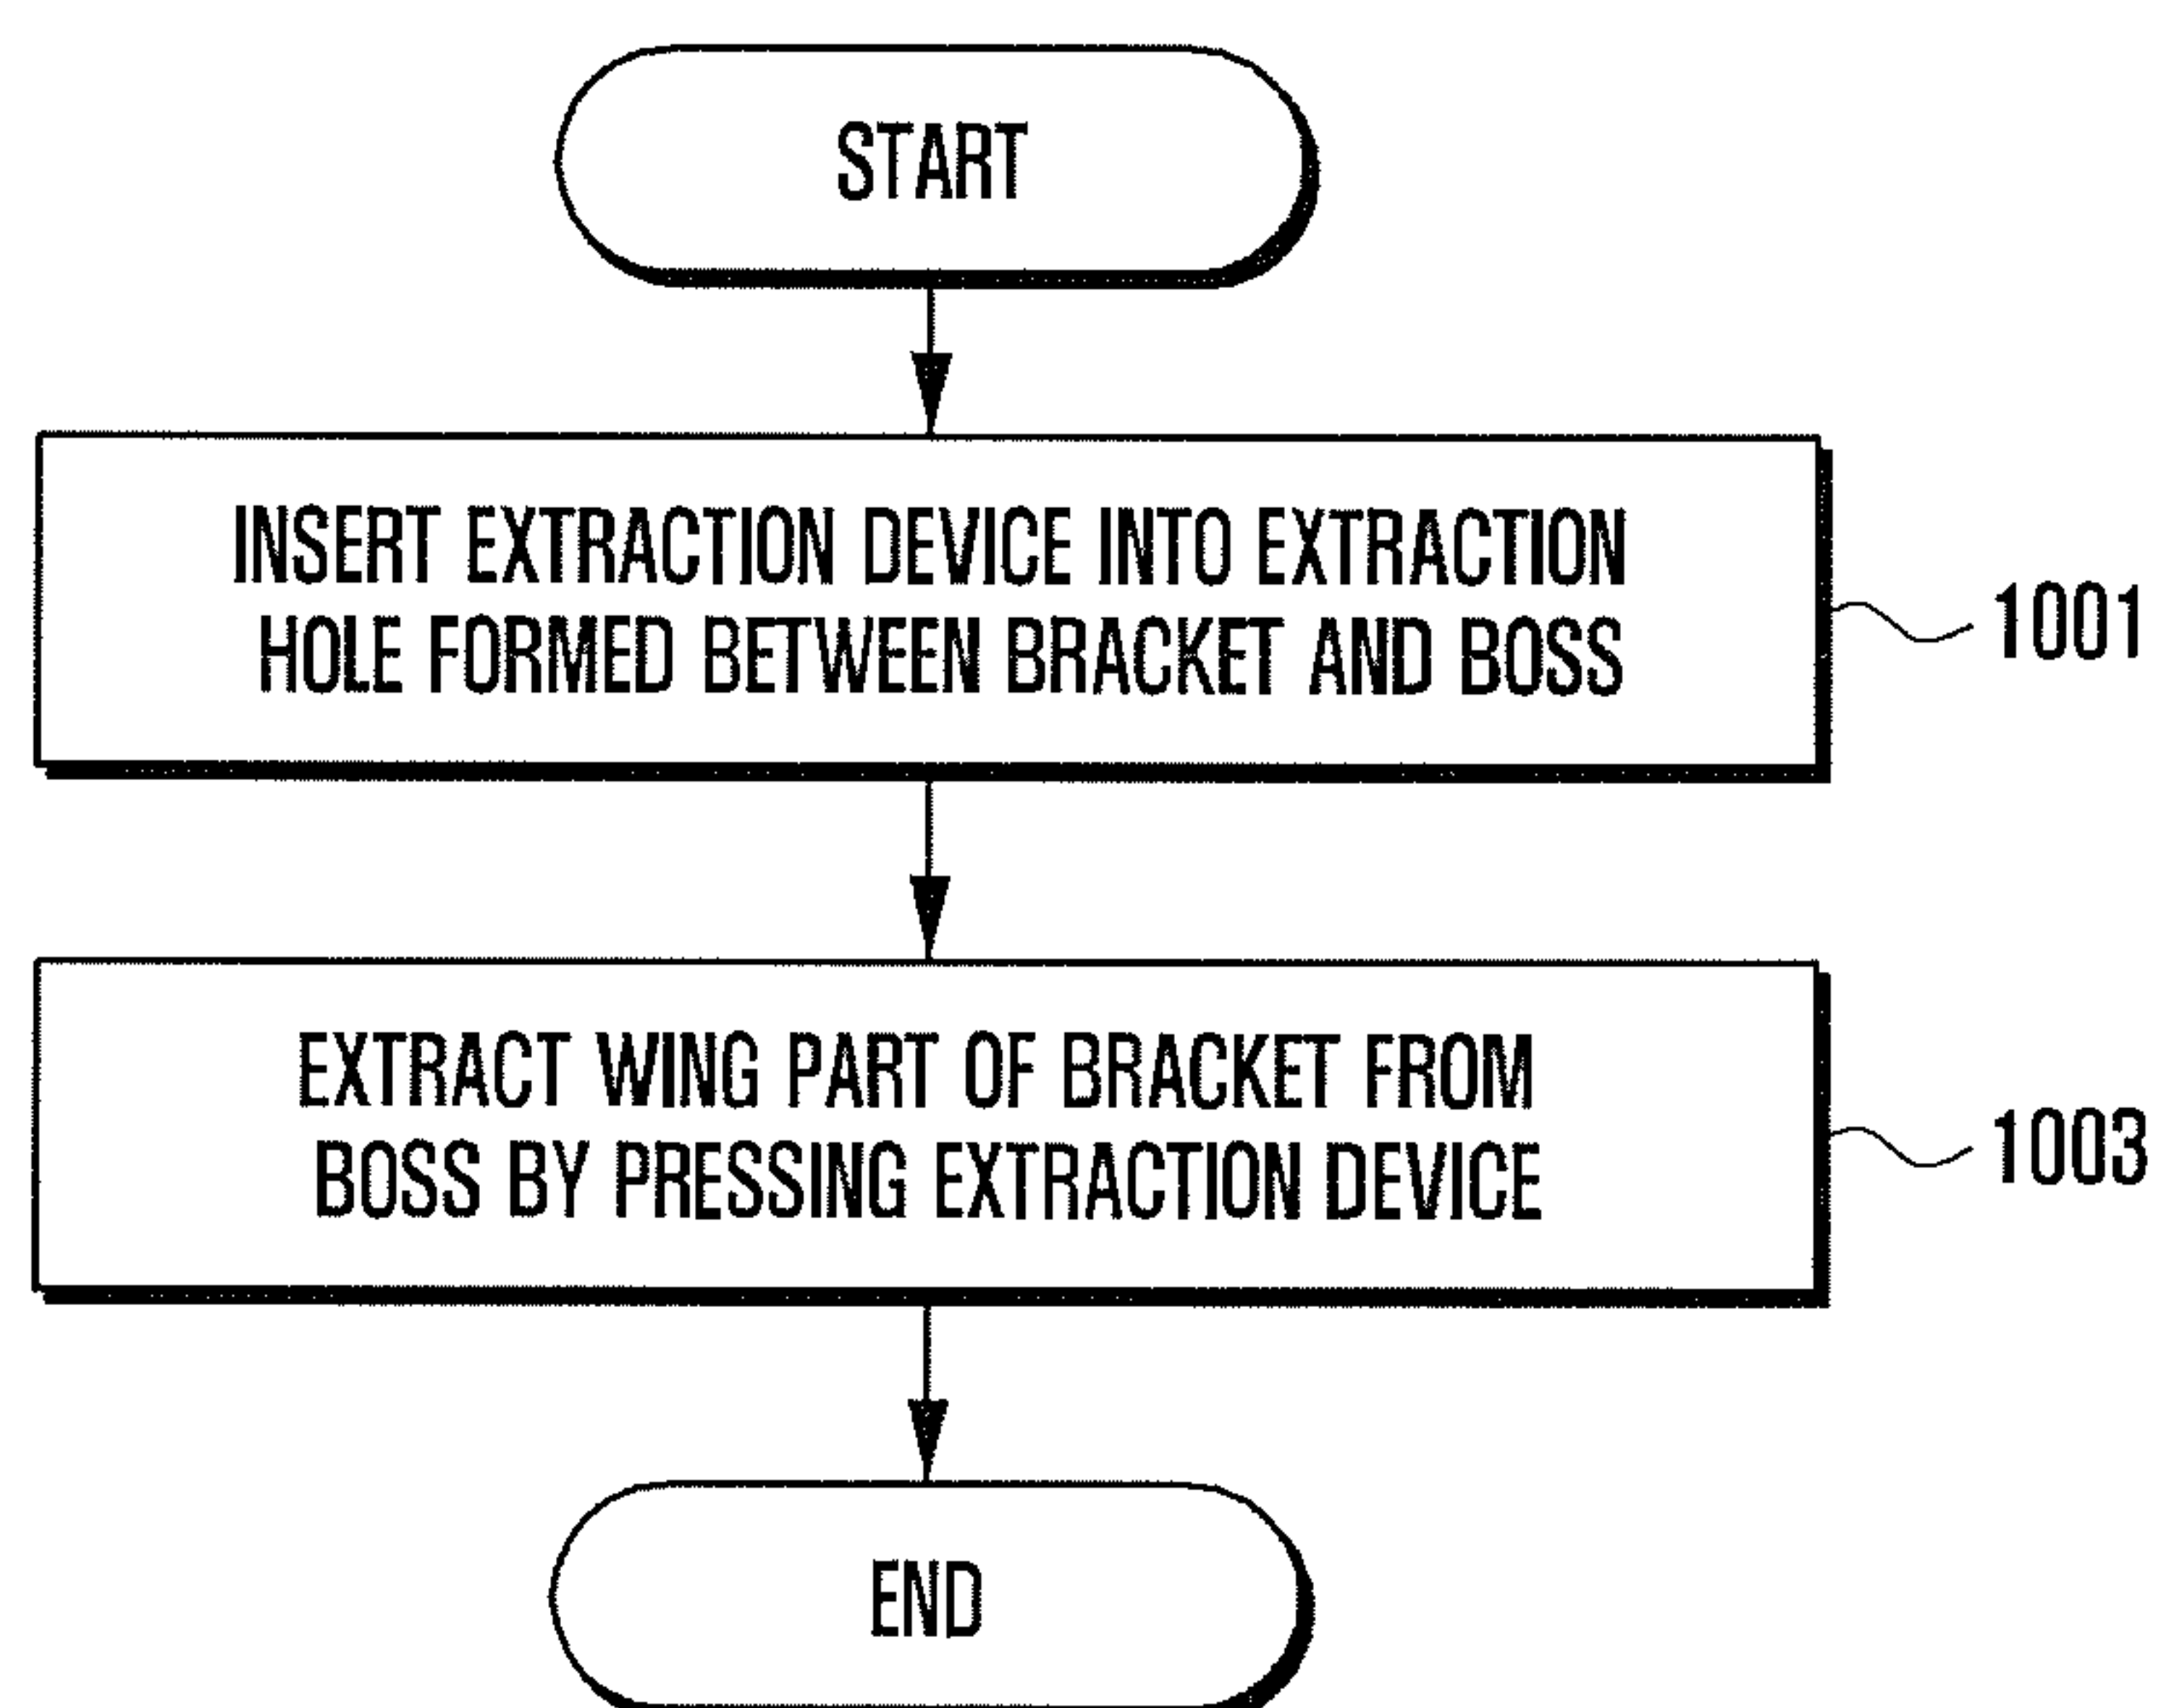 START
INSERT EXTRACTION DEVICE INTO EXTRACTION
HOLE FORMED BETWEEN BRACKET AND BOSS
1001
EXTRACT WING PART OF BRACKET FROM
BOSS BY PRESSING EXTRACTION DEVICE
1003
END